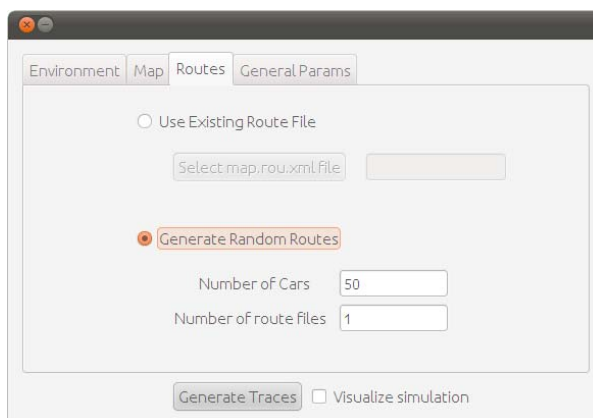 Environment Map Routes General Params
Use Existing Route File
Select map.rou.xml file
Generate Random Routes
Number of Cars 50
Number of route files 1
Generate Traces Visualize simulation